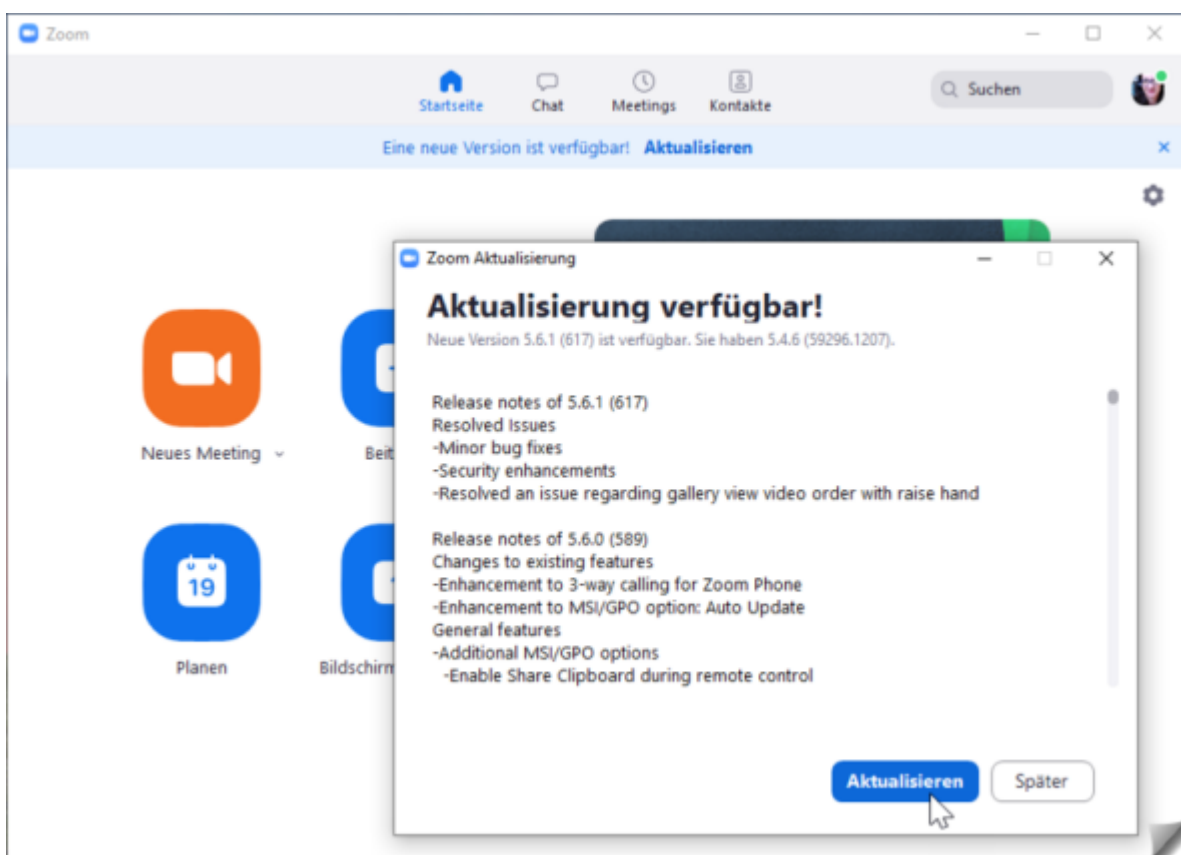 Zoom
Startseite Chat Meetings Kontakte Suchen
Eine neue Version ist verfügbar! Aktualisieren
Zoom Aktualisierung
Aktualisierung verfügbar!
Neue Version 5.6.1 (617) ist verfügbar. Sie haben 5.4.6 (59296.1207).
Release notes of 5.6.1 (617)
Resolved Issues
-Minor bug fixes
-Security enhancements
-Resolved an issue regarding gallery view video order with raise hand
Release notes of 5.6.0 (589)
Changes to existing features
-Enhancement to 3-way calling for Zoom Phone
-Enhancement to MSI/GPO option: Auto Update
General features
-Additional MSI/GPO options
-Enable Share Clipboard during remote control
Aktualisieren Später
Neues Meeting Beit
19
Planen Bildschirm